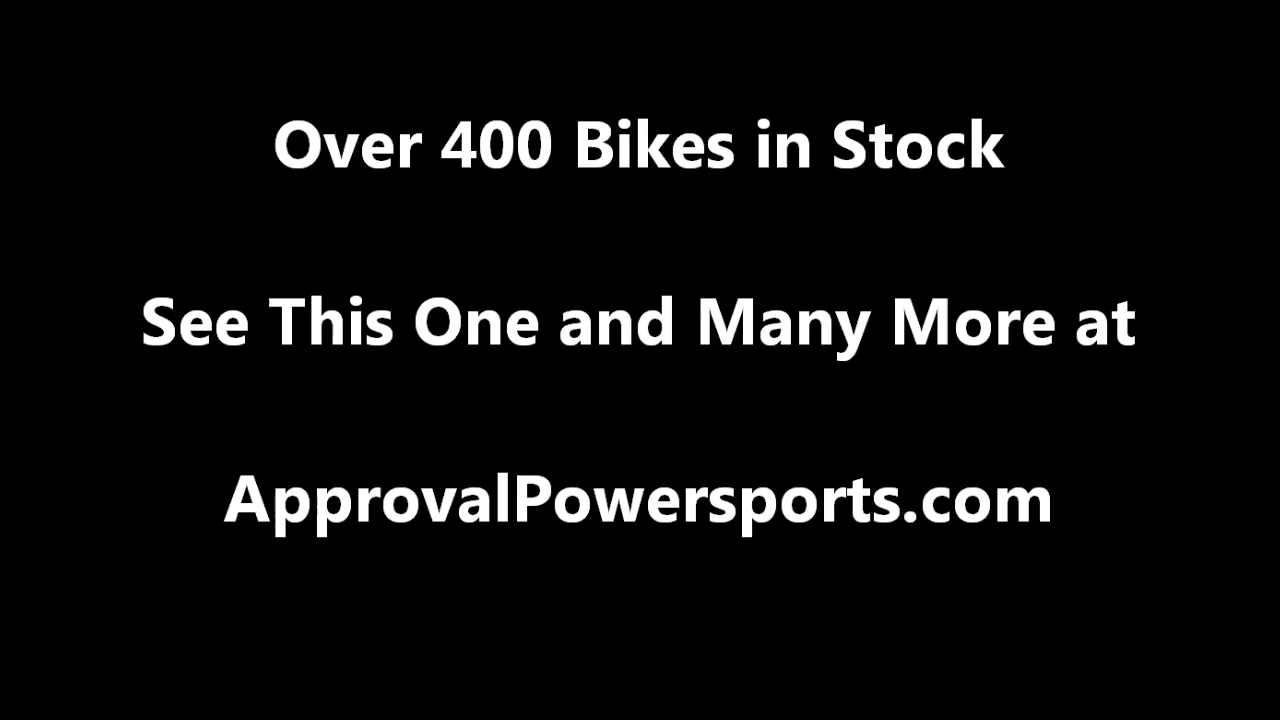 Over 400 Bikes in Stock
See This One and Many More at
ApprovalPowersports.com